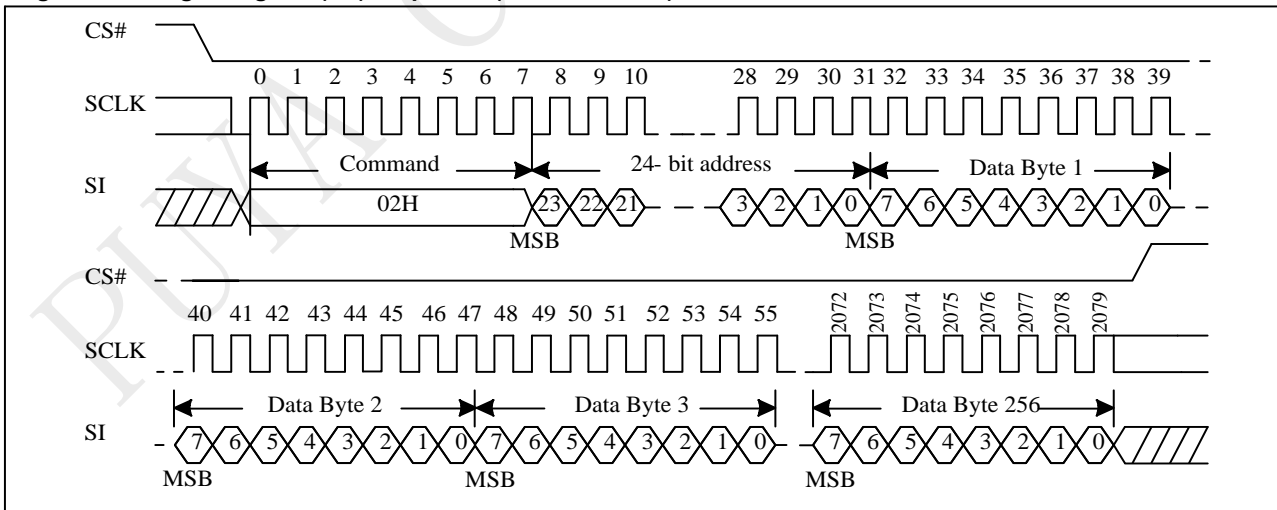 CS#
0 1 2 3 4 5 6 7 8 9 10 28 29 30 31 32 33 34 35 36 37 38 39
SCLK
Command 24- bit address Data Byte 1
SI
02H 23 22 21 3 2 1 0 7 6 5 4 3 2 1 0
MSB MSB
CS#
40 41 42 43 44 45 46 47 48 49 50 51 52 53 54 55 2072 2073 2074 2075 2076 2077 2078 2079
SCLK
Data Byte 2 Data Byte 3 Data Byte 256
SI
7 6 5 4 3 2 1 0 7 6 5 4 3 2 1 0 7 6 5 4 3 2 1 0
MSB MSB MSB
PUYA